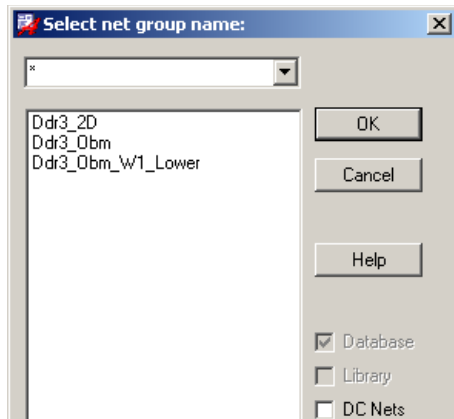 Select net group name:
*
Ddr3_2D
Ddr3_Obm
Ddr3_Obm_W1_Lower
OK
Cancel
Help
Database
Library
DC Nets